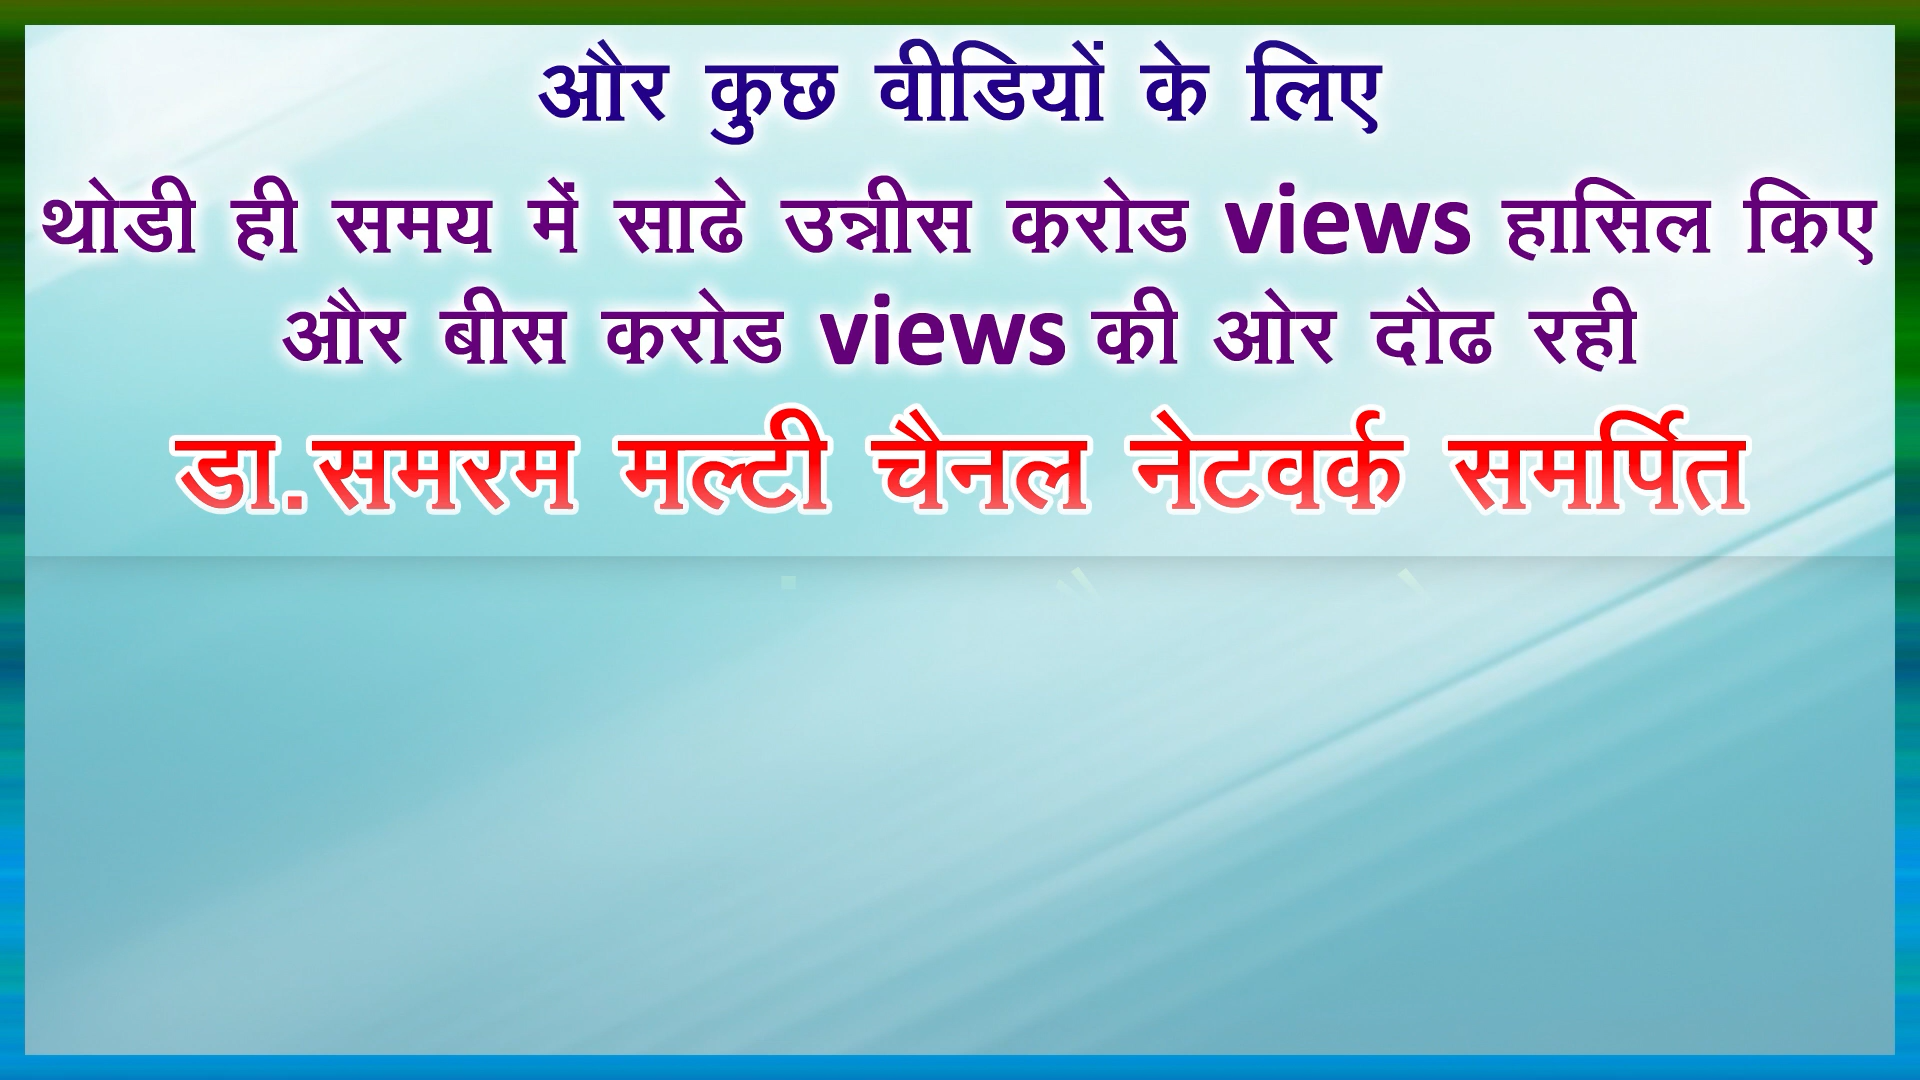 और कुछ वीडियों के लिए
थोडी ही समय में साढे उन्नीस करोड views हासिल किए
और बीस करोड views की ओर दौढ रही
डा.समरम मल्टी चैनल नेटवर्क समर्पित